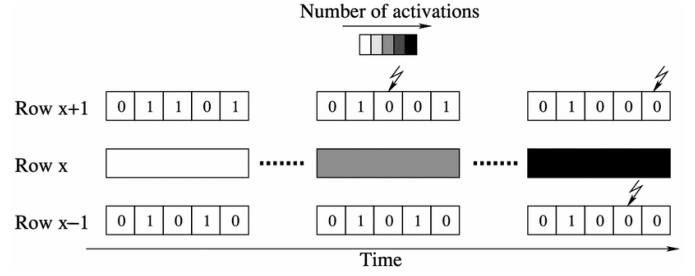 Number of activations
Row x+1 0 1 1 0 1 0 1 0 0 1 0 1 0 0 0
Row x
Row x−1 0 1 0 1 0 0 1 0 1 0 0 1 0 0 0
Time